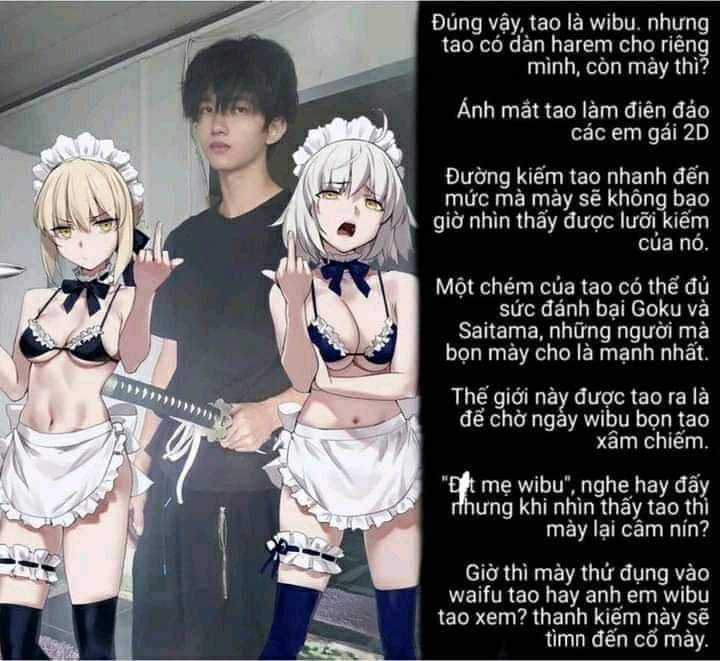 Đúng vậy, tao là wibu. nhưng
tao có dàn harem cho riêng
mình, còn mày thì?
Ánh mắt tao làm điên đảo
các em gái 2D
Đường kiếm tao nhanh đến
mức mà mày sẽ không bao
giờ nhìn thấy được lưỡi kiếm
của nó.
Một chém của tao có thể đủ
sức đánh bại Goku và
Saitama, những người mà
bọn mày cho là mạnh nhất.
Thế giới này được tao ra là
để chờ ngày wibu bọn tao
xâm chiếm.
mẹ wibu", nghe hay đấy
nhưng khi nhìn thấy tao thì
mày lại câm nín?
Giờ thì mày thử đụng vào
waifu tao hay anh em wibu
tao xem? thanh kiếm này sẽ
tìmn đến cổ mày.